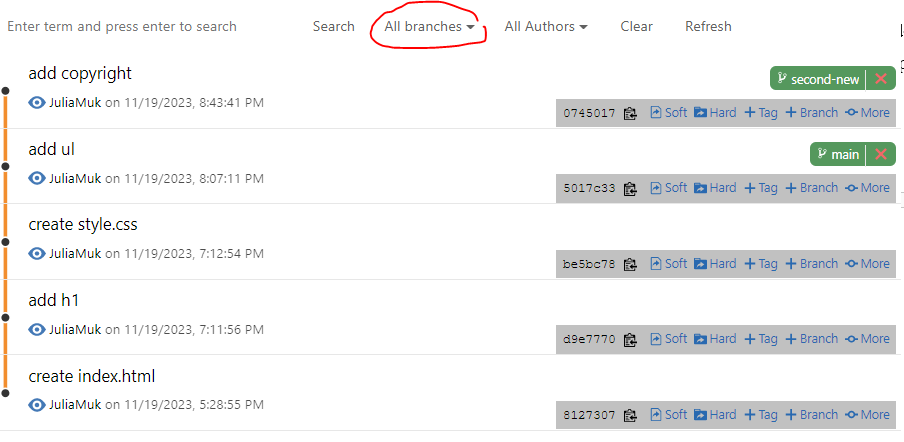 Enter term and press enter to search Search All branches All Authors Clear Refresh
add copyright
second-new
JuliaMuk on 11/19/2023, 8:43:41 PM
0745017 Soft Hard Tag Branch More
add ul
main
JuliaMuk on 11/19/2023, 8:07:11 PM
5017c33 Soft Hard Tag Branch More
create style.css
JuliaMuk on 11/19/2023, 7:12:54 PM
be5bc78 Soft Hard Tag Branch More
add h1
JuliaMuk on 11/19/2023, 7:11:56 PM
d9e7770 Soft Hard Tag Branch More
create index.html
JuliaMuk on 11/19/2023, 5:28:55 PM
8127307 Soft Hard Tag Branch More